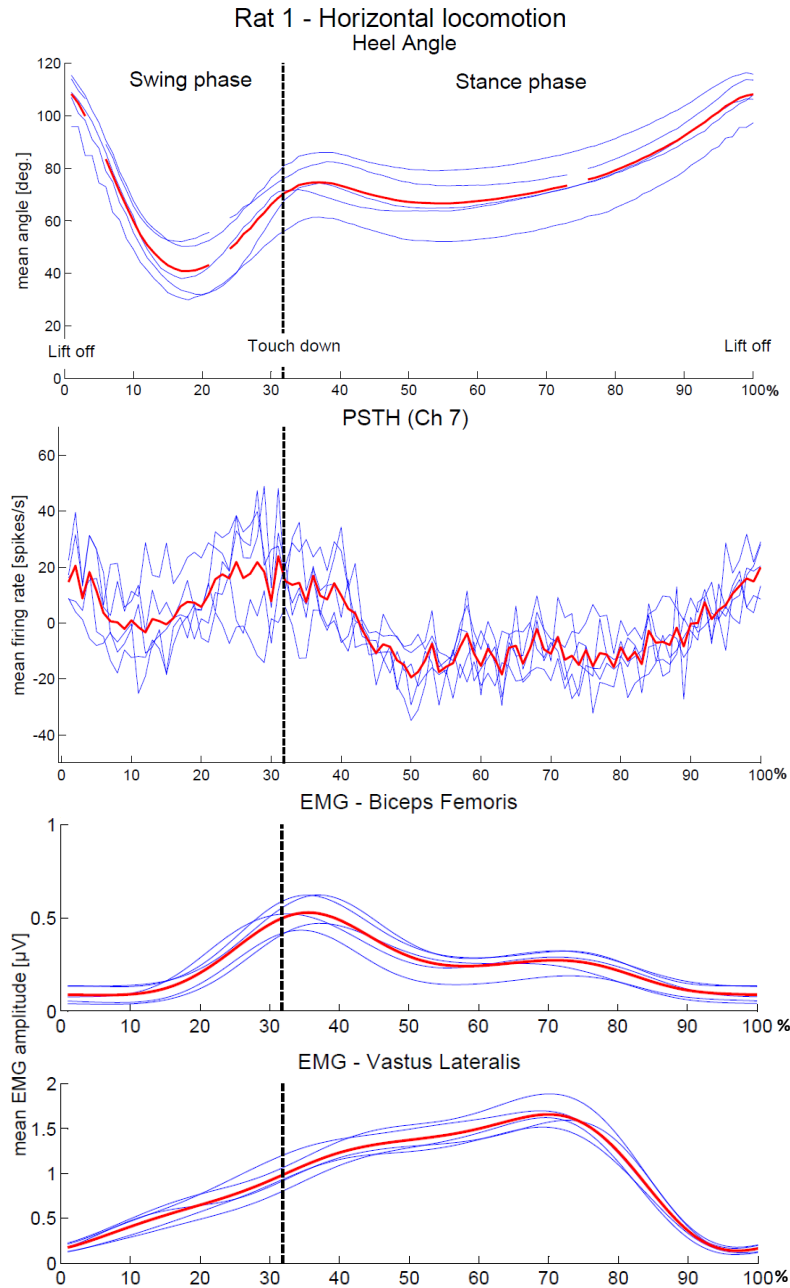 Rat 1 - Horizontal locomotion
Heel Angle
Swing phase
Stance phase
mean angle [deg.]
120
100
80
60
40
20
0
Lift off
Touch down
Lift off
0 10 20 30 40 50 60 70 80 90 100%
PSTH (Ch 7)
mean firing rate [spikes/s]
60
40
20
0
-20
-40
0 10 20 30 40 50 60 70 80 90 100%
EMG - Biceps Femoris
mean EMG amplitude [µV]
1
0.5
0
0 10 20 30 40 50 60 70 80 90 100 %
EMG - Vastus Lateralis
2
1.5
1
0.5
0
0 10 20 30 40 50 60 70 80 90 100 %